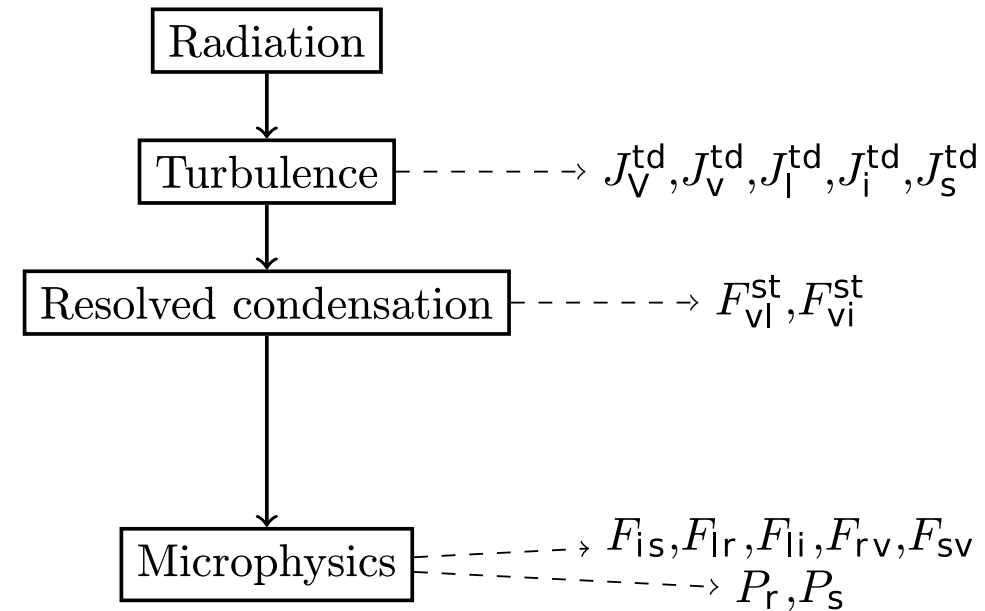 Radiation
Turbulence
J_V^td, J_v^td, J_l^td, J_i^td, J_s^td
Resolved condensation
F_vl^st, F_vi^st
Microphysics
F_is, F_lr, F_li, F_rv, F_sv
P_r, P_s